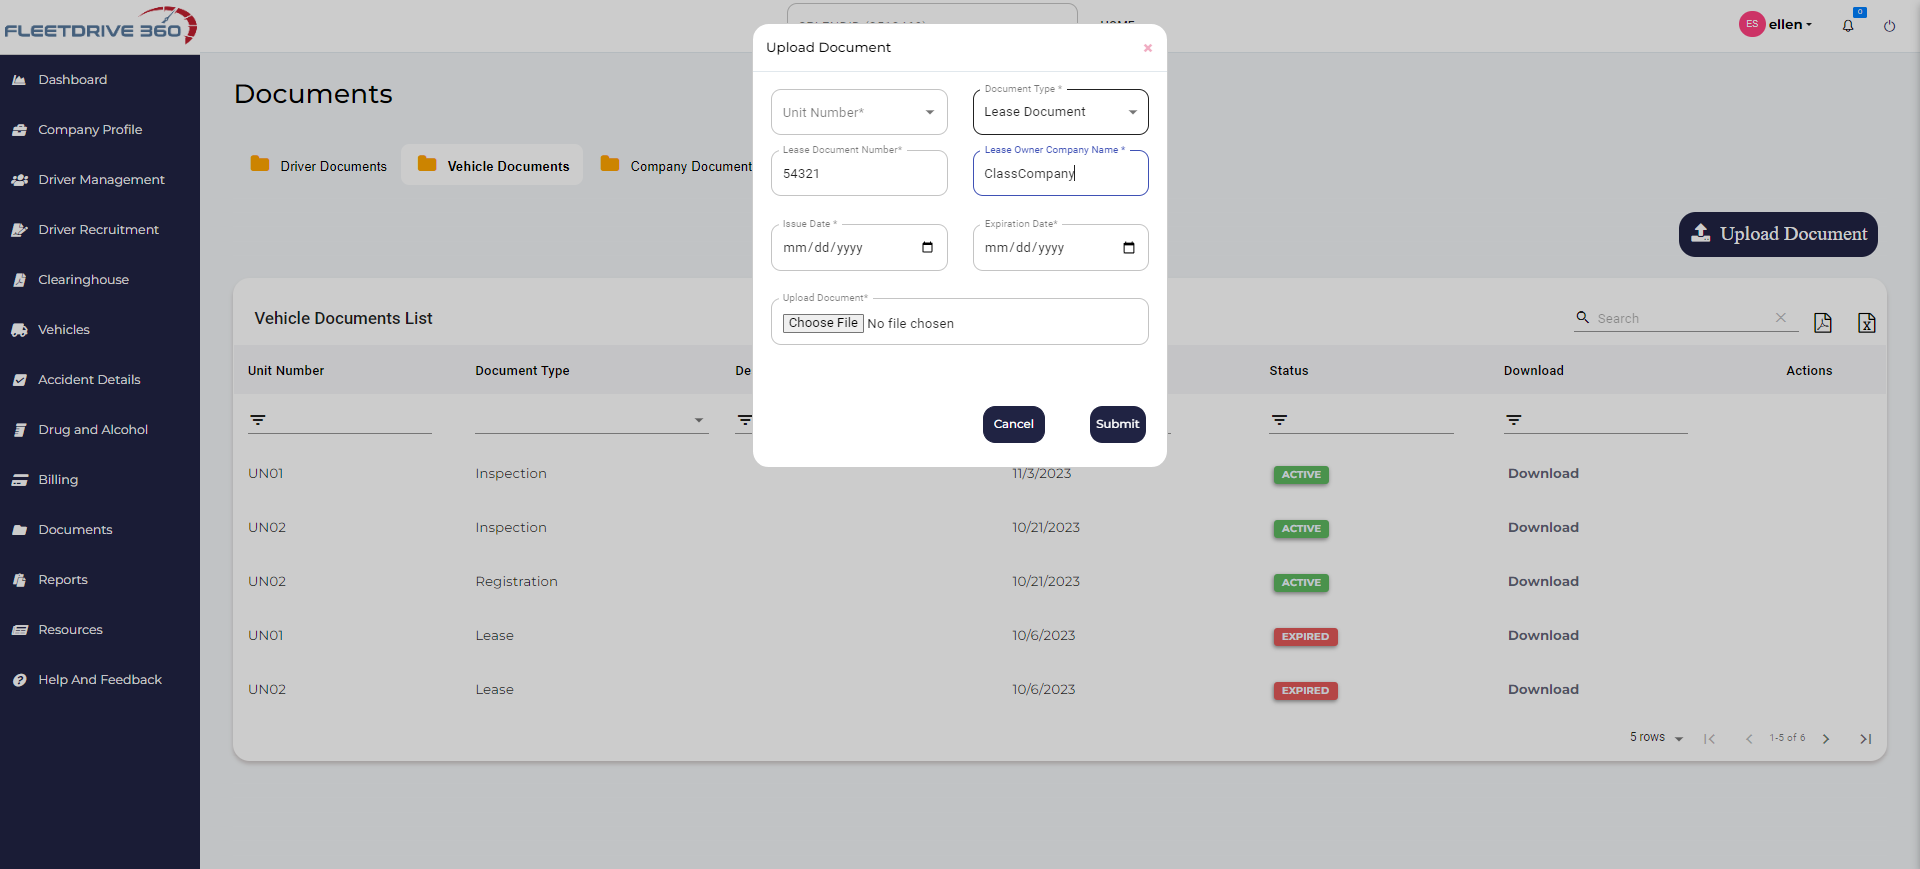 FLEETDRIVE 360
ES ellen
0
Dashboard
Company Profile
Driver Management
Driver Recruitment
Clearinghouse
Vehicles
Accident Details
Drug and Alcohol
Billing
Documents
Reports
Resources
Help And Feedback
Documents
Driver Documents
Vehicle Documents
Company Document
Upload Document
Upload Document
×
Unit Number*
Document Type *
Lease Document
Lease Document Number*
54321
Lease Owner Company Name *
ClassCompany
Issue Date *
mm/dd/yyyy
Expiration Date*
mm/dd/yyyy
Upload Document*
Choose File No file chosen
Cancel
Submit
Vehicle Documents List
Search
Unit Number Document Type De Status Download Actions
UN01 Inspection 11/3/2023 ACTIVE Download
UN02 Inspection 10/21/2023 ACTIVE Download
UN02 Registration 10/21/2023 ACTIVE Download
UN01 Lease 10/6/2023 EXPIRED Download
UN02 Lease 10/6/2023 EXPIRED Download
5 rows 1-5 of 6